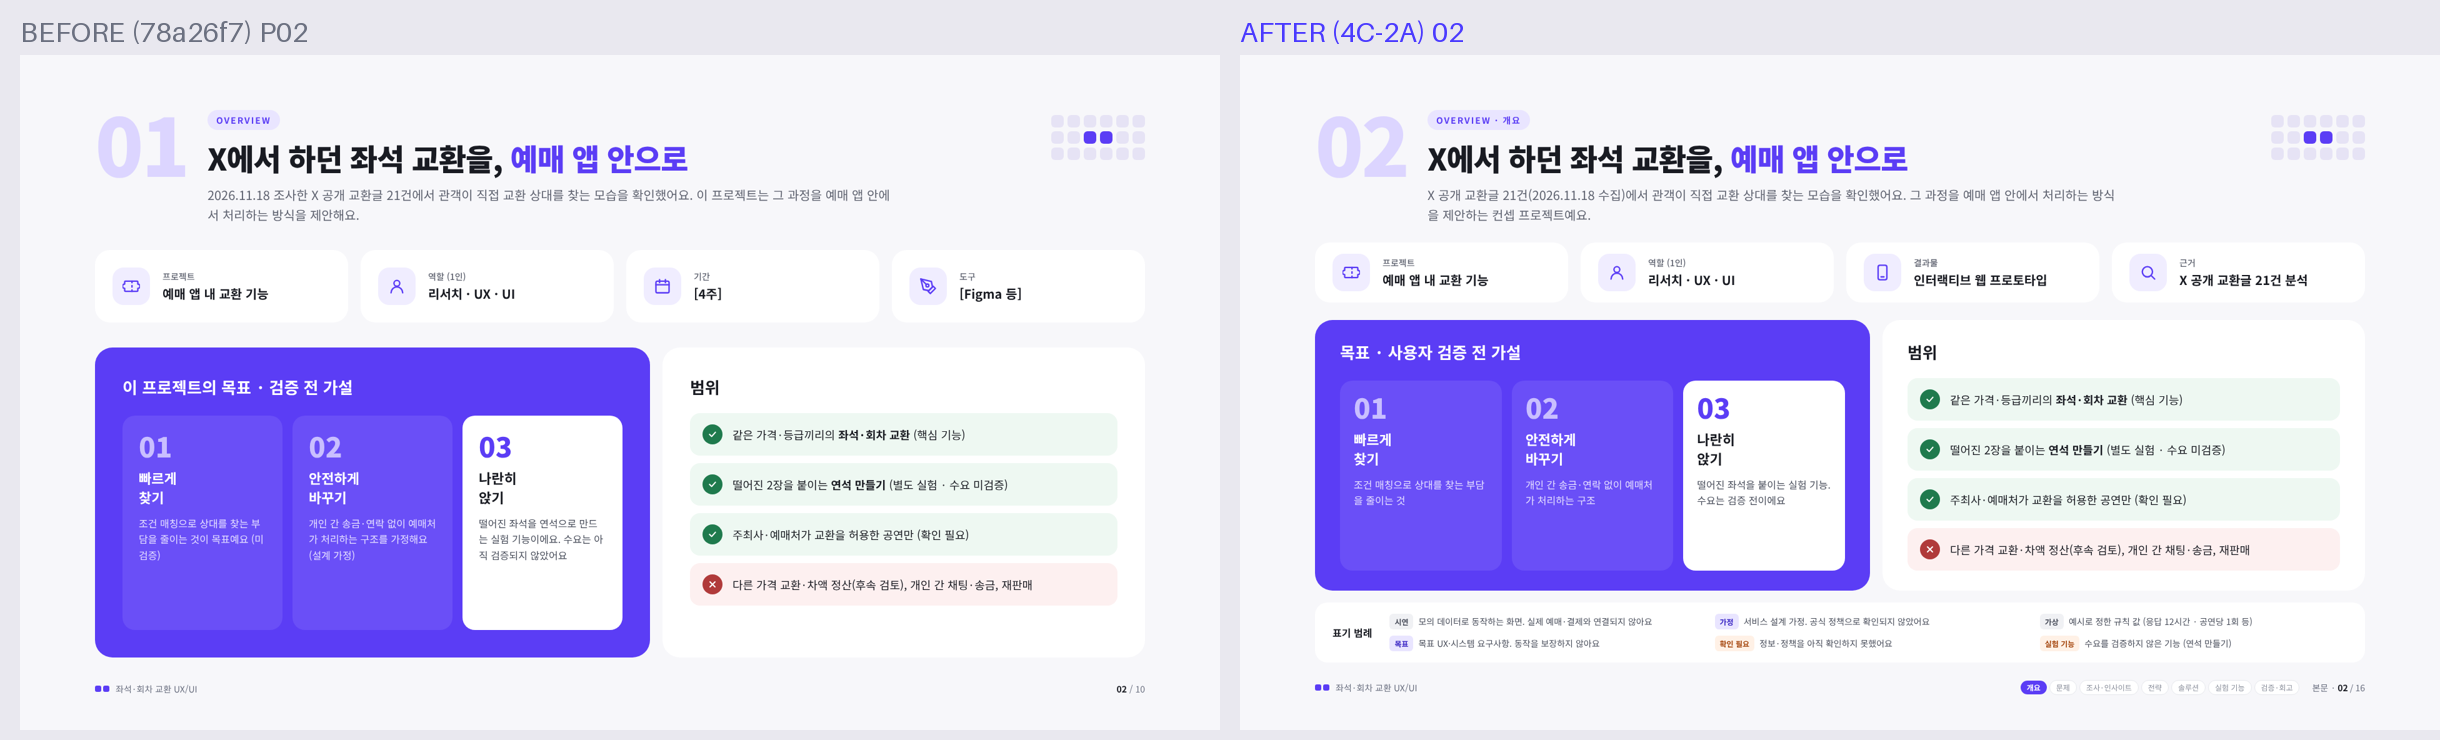 BEFORE (78a26f7) P02
01
OVERVIEW
X에서 하던 좌석 교환을, 예매 앱 안으로
2026.11.18 조사한 X 공개 교환글 21건에서 관객이 직접 교환 상대를 찾는 모습을 확인했어요. 이 프로젝트는 그 과정을 예매 앱 안에
서 처리하는 방식을 제안해요.
프로젝트
예매 앱 내 교환 기능
역할 (1인)
리서치 · UX · UI
기간
[4주]
도구
[Figma 등]
이 프로젝트의 목표 · 검증 전 가설
01
빠르게
찾기
조건 매칭으로 상대를 찾는 부
담을 줄이는 것이 목표예요 (미
검증)
02
안전하게
바꾸기
개인 간 송금·연락 없이 예매처
가 처리하는 구조를 가정해요
(설계 가정)
03
나란히
앉기
떨어진 좌석을 연석으로 만드
는 실험 기능이에요. 수요는 아
직 검증되지 않았어요
범위
같은 가격·등급끼리의 좌석·회차 교환 (핵심 기능)
떨어진 2장을 붙이는 연석 만들기 (별도 실험 · 수요 미검증)
주최사·예매처가 교환을 허용한 공연만 (확인 필요)
다른 가격 교환·차액 정산(후속 검토), 개인 간 채팅·송금, 재판매
좌석·회차 교환 UX/UI
02 / 10
AFTER (4C-2A) 02
02
OVERVIEW · 개요
X에서 하던 좌석 교환을, 예매 앱 안으로
X 공개 교환글 21건(2026.11.18 수집)에서 관객이 직접 교환 상대를 찾는 모습을 확인했어요. 그 과정을 예매 앱 안에서 처리하는 방식
을 제안하는 컨셉 프로젝트예요.
프로젝트
예매 앱 내 교환 기능
역할 (1인)
리서치 · UX · UI
결과물
인터랙티브 웹 프로토타입
근거
X 공개 교환글 21건 분석
목표 · 사용자 검증 전 가설
01
빠르게
찾기
조건 매칭으로 상대를 찾는 부담
을 줄이는 것
02
안전하게
바꾸기
개인 간 송금·연락 없이 예매처
가 처리하는 구조
03
나란히
앉기
떨어진 좌석을 붙이는 실험 기능.
수요는 검증 전이에요
범위
같은 가격·등급끼리의 좌석·회차 교환 (핵심 기능)
떨어진 2장을 붙이는 연석 만들기 (별도 실험 · 수요 미검증)
주최사·예매처가 교환을 허용한 공연만 (확인 필요)
다른 가격 교환·차액 정산(후속 검토), 개인 간 채팅·송금, 재판매
표기 범례
시연 모의 데이터로 동작하는 화면. 실제 예매·결제와 연결되지 않아요
가정 서비스 설계 가정. 공식 정책으로 확인되지 않았어요
가상 예시로 정한 규칙 값 (응답 12시간 · 공연당 1회 등)
목표 목표 UX·시스템 요구사항. 동작을 보장하지 않아요
확인 필요 정보·정책을 아직 확인하지 못했어요
실험 기능 수요를 검증하지 않은 기능 (연석 만들기)
좌석·회차 교환 UX/UI
개요 문제 조사·인사이트 전략 솔루션 실험 기능 검증·회고 본문 · 02 / 16